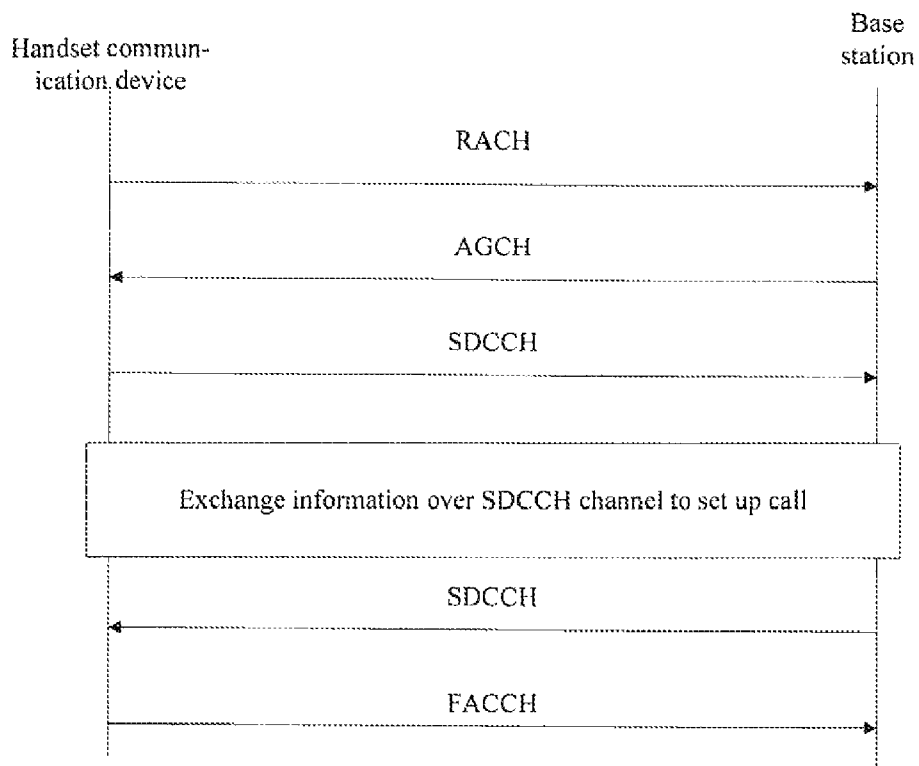 Handset commun-
ication device
Base
station
RACH
AGCH
SDCCH
Exchange information over SDCCH channel to set up call
SDCCH
FACCH